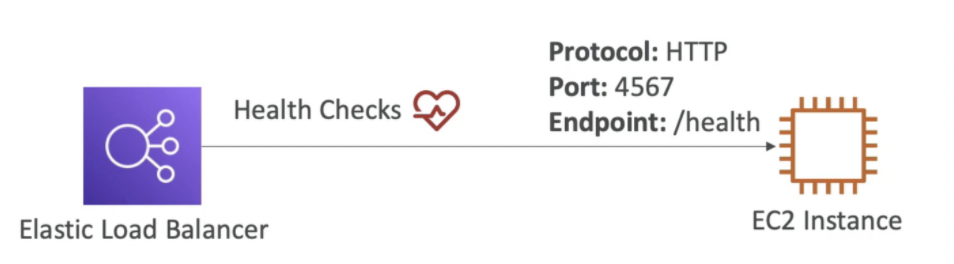 Protocol: HTTP
Port: 4567
Endpoint: /health
Health Checks
Elastic Load Balancer
EC2 Instance